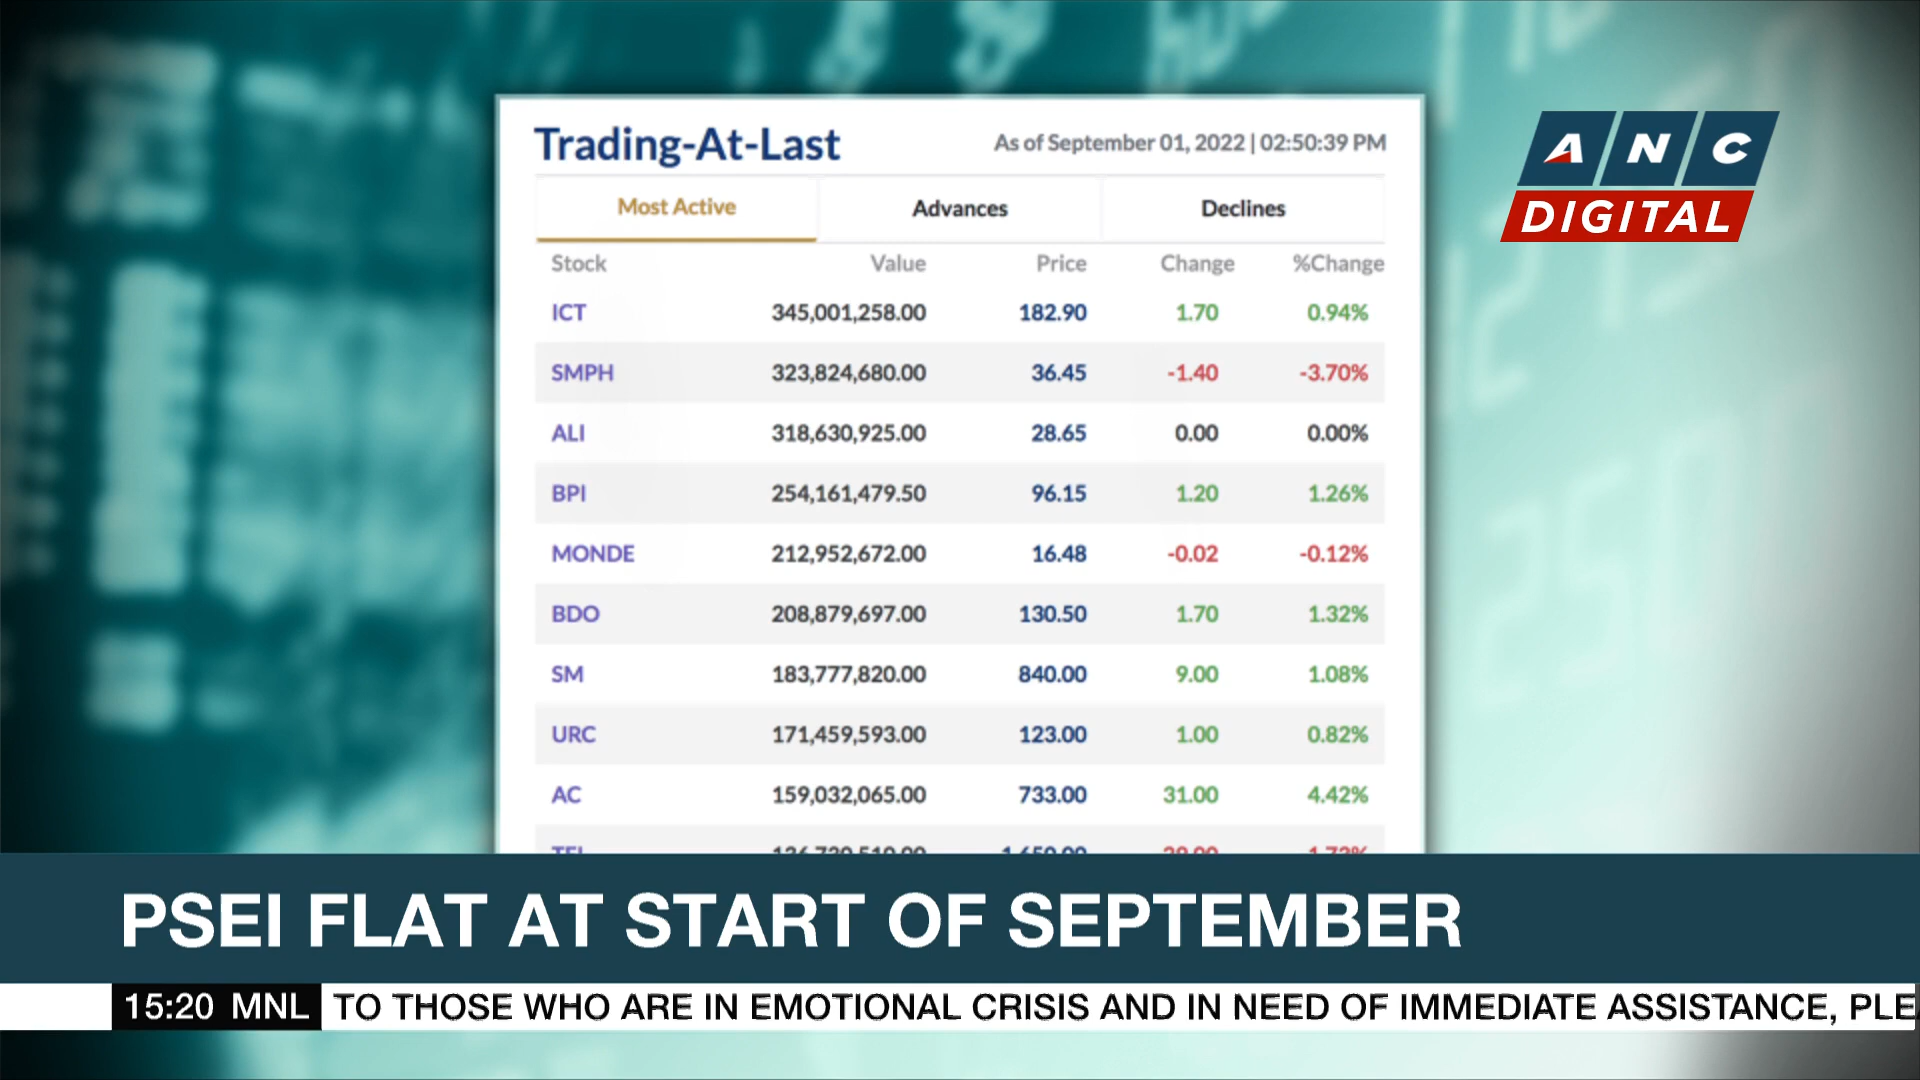 Trading-At-Last As of September 01, 2022 | 02:50:39 PM
Most Active Advances Declines
Stock Value Price Change %Change
ICT 345,001,258.00 182.90 1.70 0.94%
SMPH 323,824,680.00 36.45 -1.40 -3.70%
ALI 318,630,925.00 28.65 0.00 0.00%
BPI 254,161,479.50 96.15 1.20 1.26%
MONDE 212,952,672.00 16.48 -0.02 -0.12%
BDO 208,879,697.00 130.50 1.70 1.32%
SM 183,777,820.00 840.00 9.00 1.08%
URC 171,459,593.00 123.00 1.00 0.82%
AC 159,032,065.00 733.00 31.00 4.42%
ANC
DIGITAL
PSEI FLAT AT START OF SEPTEMBER
15:20 MNL TO THOSE WHO ARE IN EMOTIONAL CRISIS AND IN NEED OF IMMEDIATE ASSISTANCE, PLE